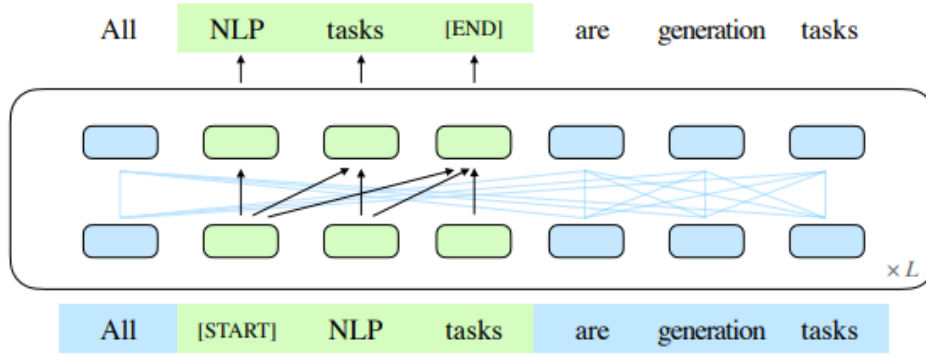 All NLP tasks [END] are generation tasks
× L
All [START] NLP tasks are generation tasks